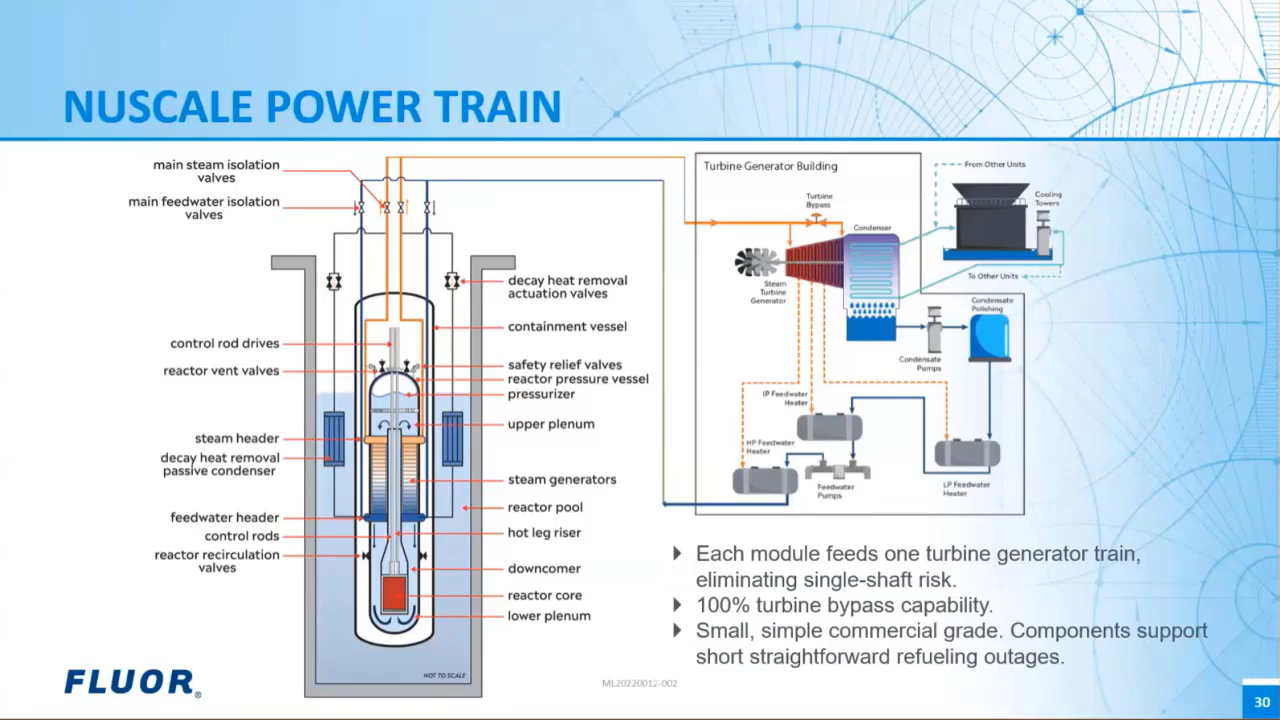 NUSCALE POWER TRAIN
main steam isolation
valves
main feedwater isolation
valves
control rod drives
reactor vent valves
steam header
decay heat removal
passive condenser
feedwater header
control rods
reactor recirculation
valves
decay heat removal
actuation valves
containment vessel
safety relief valves
reactor pressure vessel
pressurizer
upper plenum
steam generators
reactor pool
hot leg riser
downcomer
reactor core
lower plenum
NOT TO SCALE
Turbine Generator Building
Turbine
Bypass
Condenser
From Other Units
Cooling
Towers
To Other Units
Steam
Turbine
Generator
Condensate
Polishing
Condensate
Pumps
IP Feedwater
Heater
HP Feedwater
Heater
Feedwater
Pumps
LP Feedwater
Heater
Each module feeds one turbine generator train,
eliminating single-shaft risk.
100% turbine bypass capability.
Small, simple commercial grade. Components support
short straightforward refueling outages.
FLUOR®
ML20220012-002
30